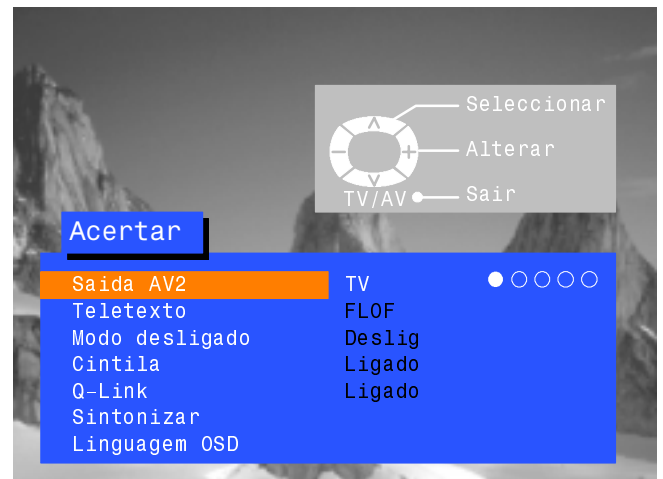 Seleccionar
Alterar
TV/AV Sair
Acertar
Saida AV2 TV
Teletexto FLOF
Modo desligado Deslig
Cintila Ligado
Q-Link Ligado
Sintonizar
Linguagem OSD